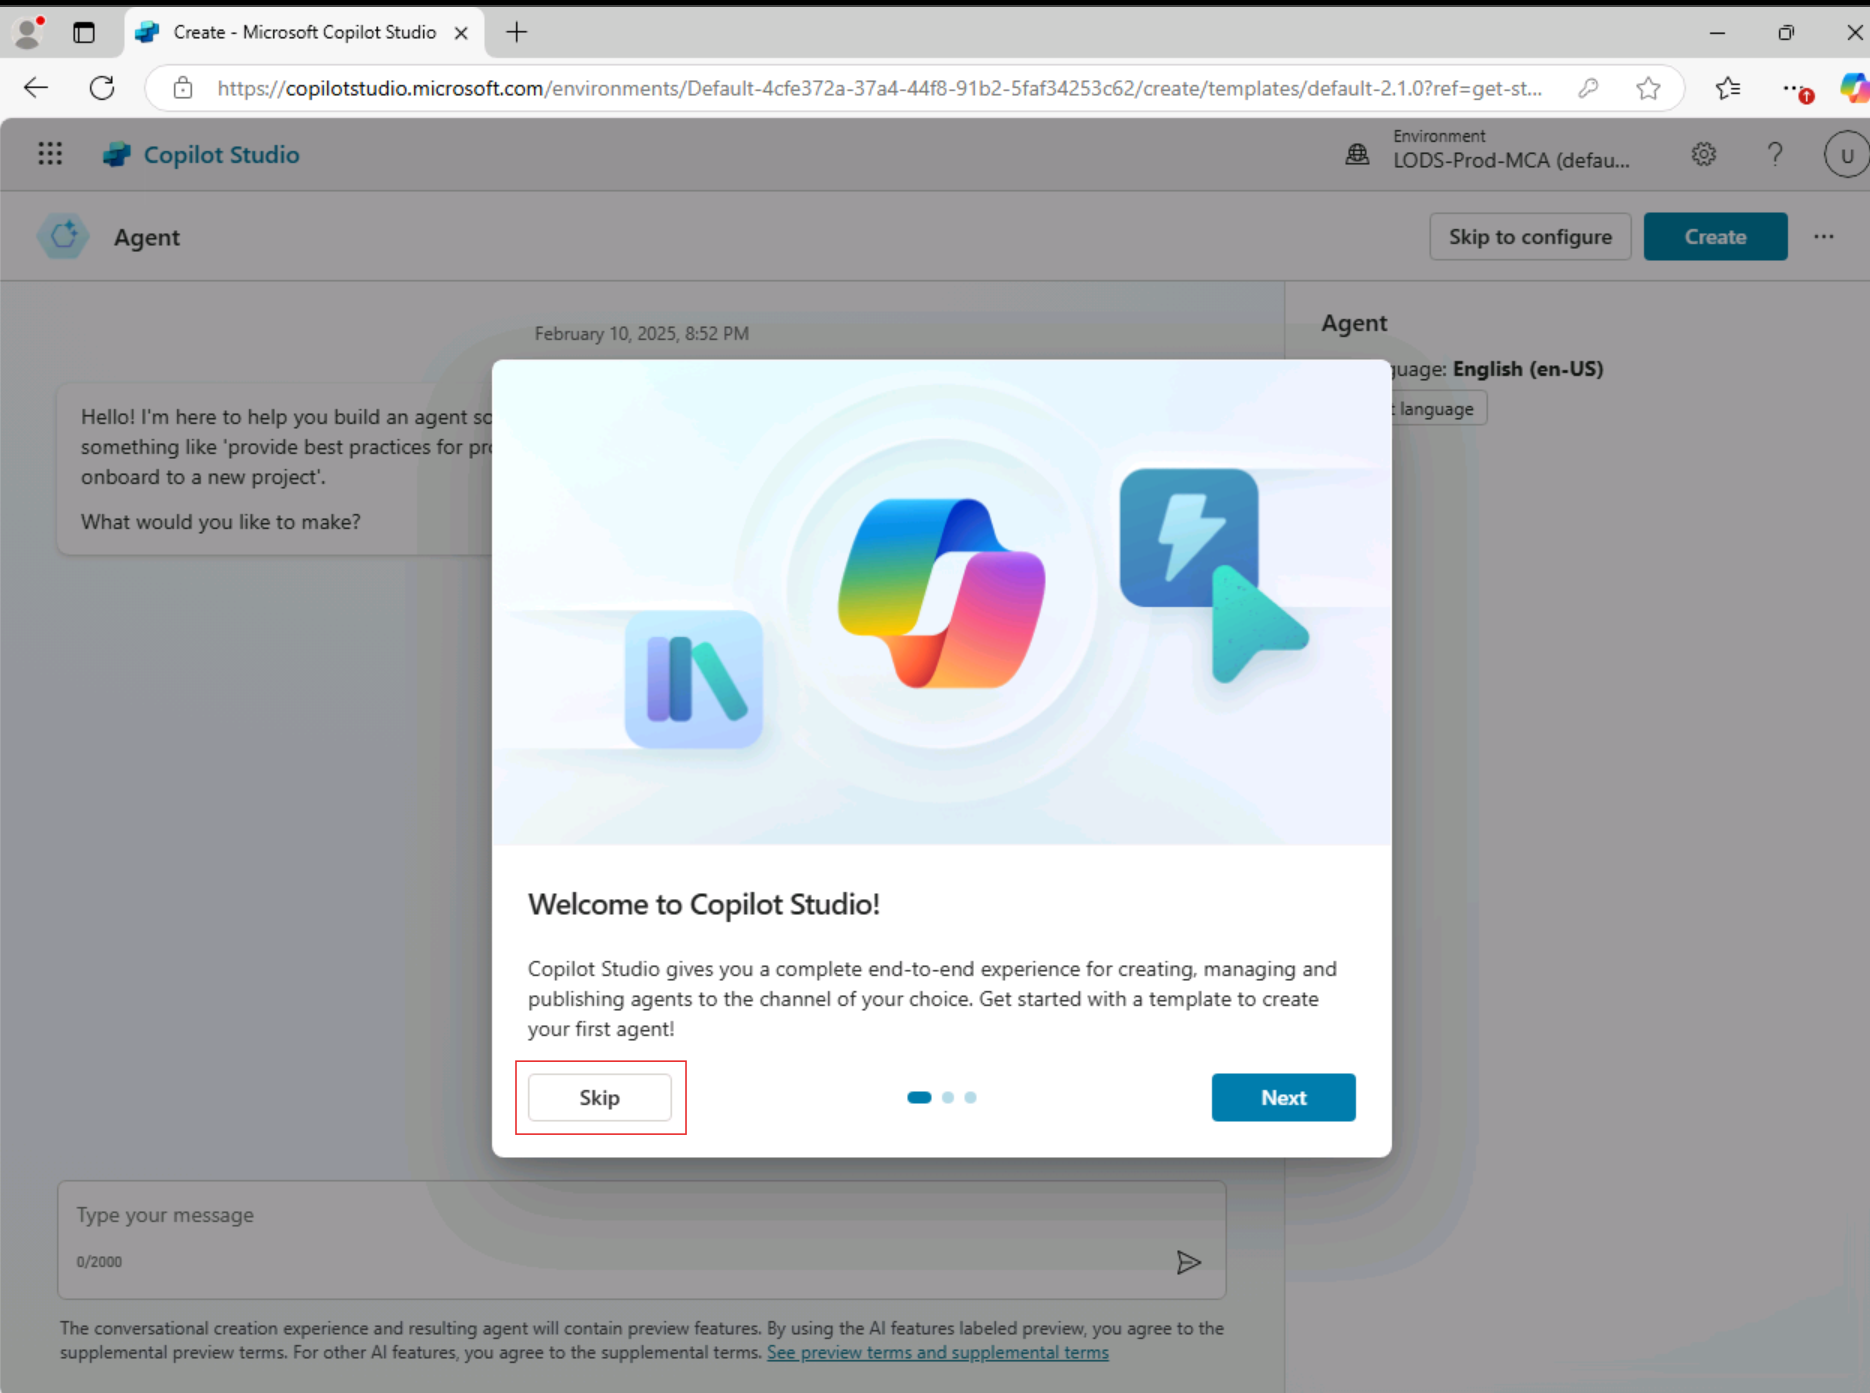 Create - Microsoft Copilot Studio
https://copilotstudio.microsoft.com/environments/Default-4cfe372a-37a4-44f8-91b2-5faf34253c62/create/templates/default-2.1.0?ref=get-st...
Copilot Studio
Environment
LODS-Prod-MCA (defau...
U
Agent
Skip to configure
Create
February 10, 2025, 8:52 PM
Hello! I'm here to help you build an agent
something like 'provide best practices for
onboard to a new project'.
What would you like to make?
Agent
English (en-US)
language
Welcome to Copilot Studio!
Copilot Studio gives you a complete end-to-end experience for creating, managing and
publishing agents to the channel of your choice. Get started with a template to create
your first agent!
Skip
Next
Type your message
0/2000
The conversational creation experience and resulting agent will contain preview features. By using the AI features labeled preview, you agree to the
supplemental preview terms. For other AI features, you agree to the supplemental terms. See preview terms and supplemental terms